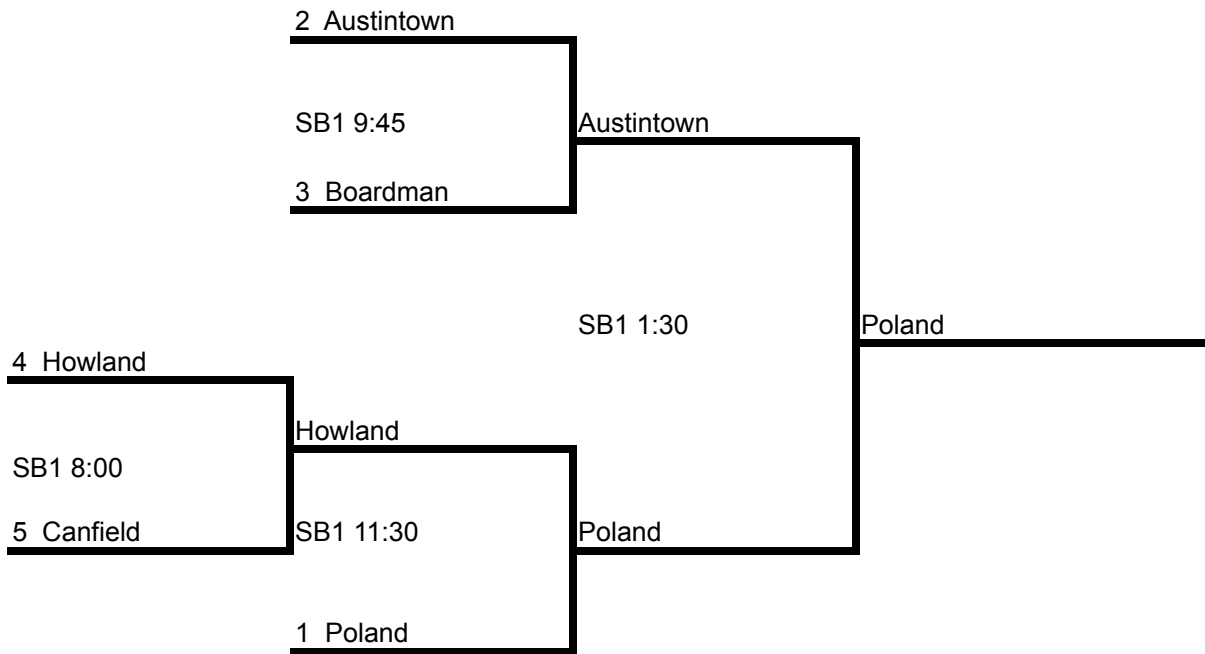 2 Austintown
SB1 9:45
Austintown
3 Boardman
SB1 1:30
Poland
4 Howland
Howland
SB1 8:00
5 Canfield
SB1 11:30
Poland
1 Poland